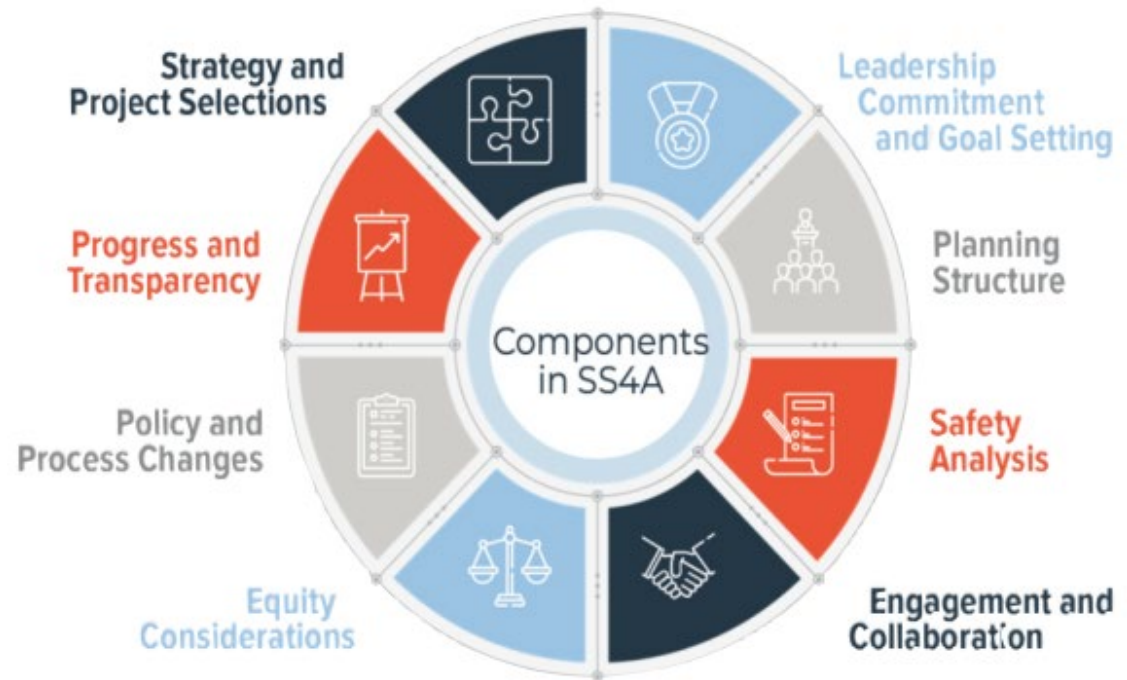 Strategy and
Project Selections
Leadership
Commitment
and Goal Setting
Progress and
Transparency
Planning
Structure
Components
in SS4A
Policy and
Process Changes
Safety
Analysis
Equity
Considerations
Engagement and
Collaboration